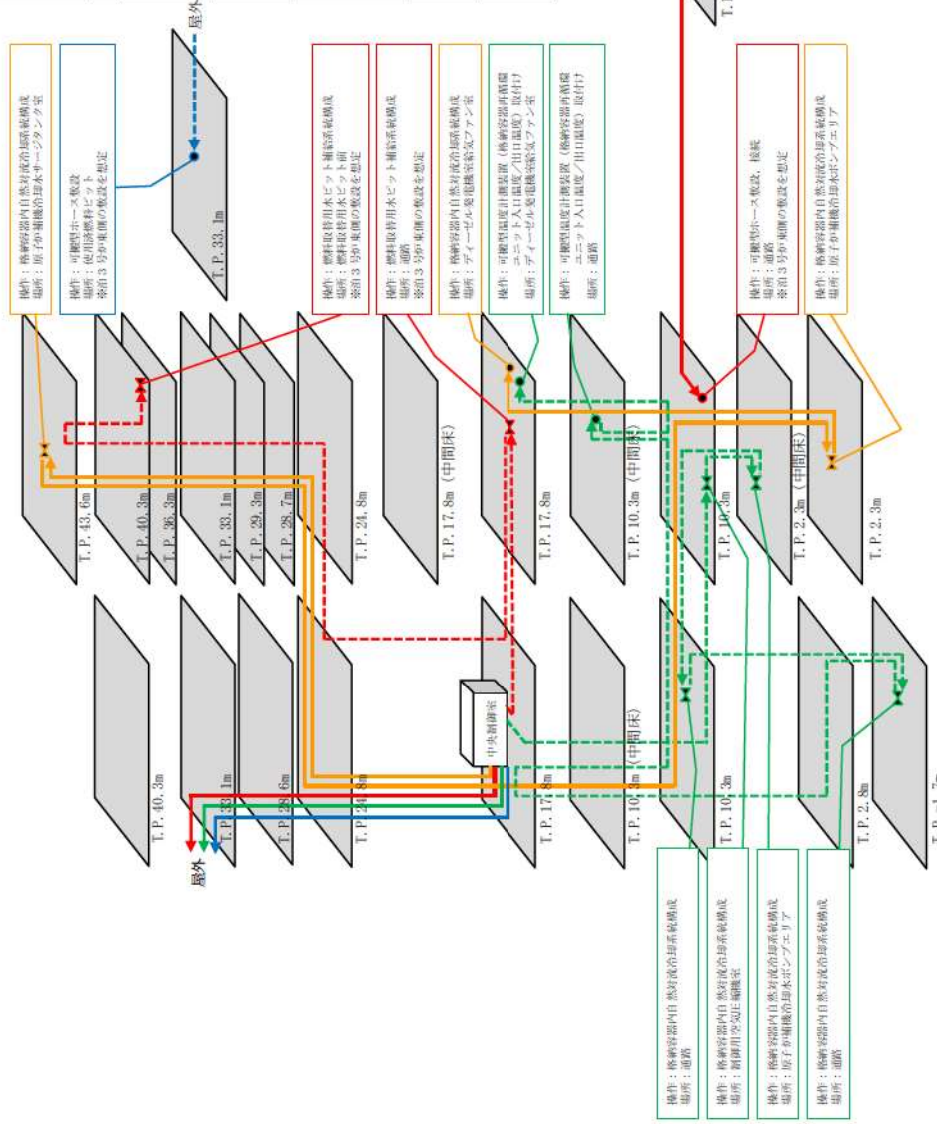 屋外
T.P.33.1m
操作：格納容器内自然対流冷却系統構成
場所：原子炉補機冷却水サージタンク室
操作：可搬型ホース敷設
場所：使用済燃料ピット
※泊3号炉東側の敷設を想定
操作：燃料取替用水ピット補給系統構成
場所：燃料取替用水ピット前
※泊3号炉東側の敷設を想定
操作：燃料取替用水ピット補給系統構成
場所：通路
※泊3号炉東側の敷設を想定
操作：格納容器内自然対流冷却系統構成
場所：ディーゼル発電機室給気ファン室
操作：可搬型温度計測装置（格納容器再循環
ユニット入口温度／出口温度）取付け
場所：ディーゼル発電機室給気ファン室
操作：可搬型温度計測装置（格納容器再循環
ユニット入口温度／出口温度）取付け
場所：通路
操作：可搬型ホース敷設、接続
場所：通路
※泊3号炉東側の敷設を想定
操作：格納容器内自然対流冷却系統構成
場所：原子炉補機冷却水ポンプエリア
T.P.43.6m
T.P.40.3m
T.P.36.3m
T.P.33.1m
T.P.29.3m
T.P.28.7m
T.P.24.8m
T.P.17.8m（中間床）
T.P.17.8m
T.P.10.3m（中間床）
T.P.10.3m
T.P.2.3m（中間床）
T.P.2.3m
T.P.40.3m
T.P.33.1m
T.P.28.6m
T.P.24.8m
屋外
中央制御室
T.P.17.8m
T.P.10.3m（中間床）
T.P.10.3m
T.P.2.8m
操作：格納容器内自然対流冷却系統構成
場所：通路
操作：格納容器内自然対流冷却系統構成
場所：制御用空気圧縮機室
操作：格納容器内自然対流冷却系統構成
場所：原子炉補機冷却水ポンプエリア
操作：格納容器内自然対流冷却系統構成
場所：通路